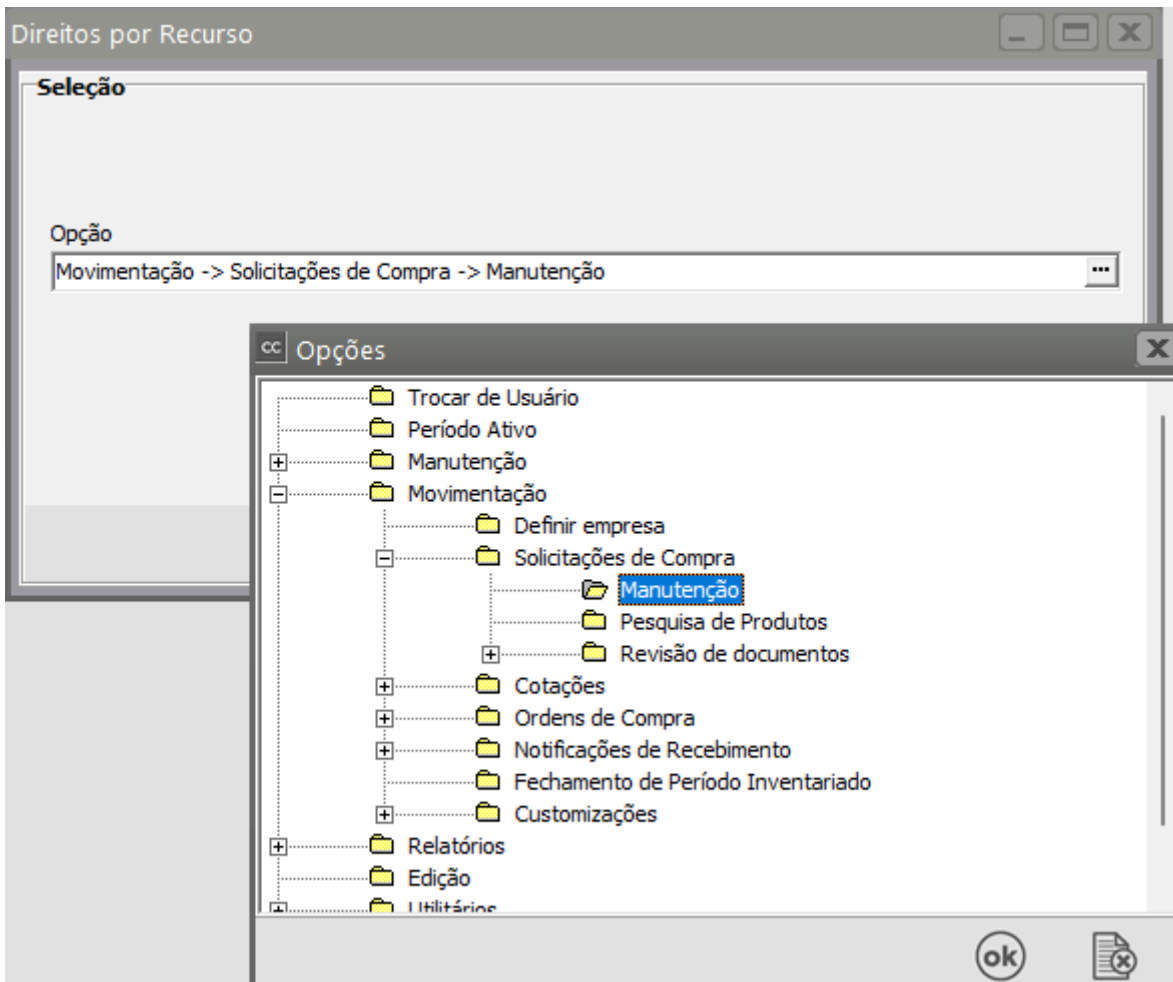 Direitos por Recurso
Seleção
Opção
Movimentação -> Solicitações de Compra -> Manutenção
...
cc Opções
Trocar de Usuário
Período Ativo
Manutenção
Movimentação
Definir empresa
Solicitações de Compra
Manutenção
Pesquisa de Produtos
Revisão de documentos
Cotações
Ordens de Compra
Notificações de Recebimento
Fechamento de Período Inventariado
Customizações
Relatórios
Edição
Utilitários
ok